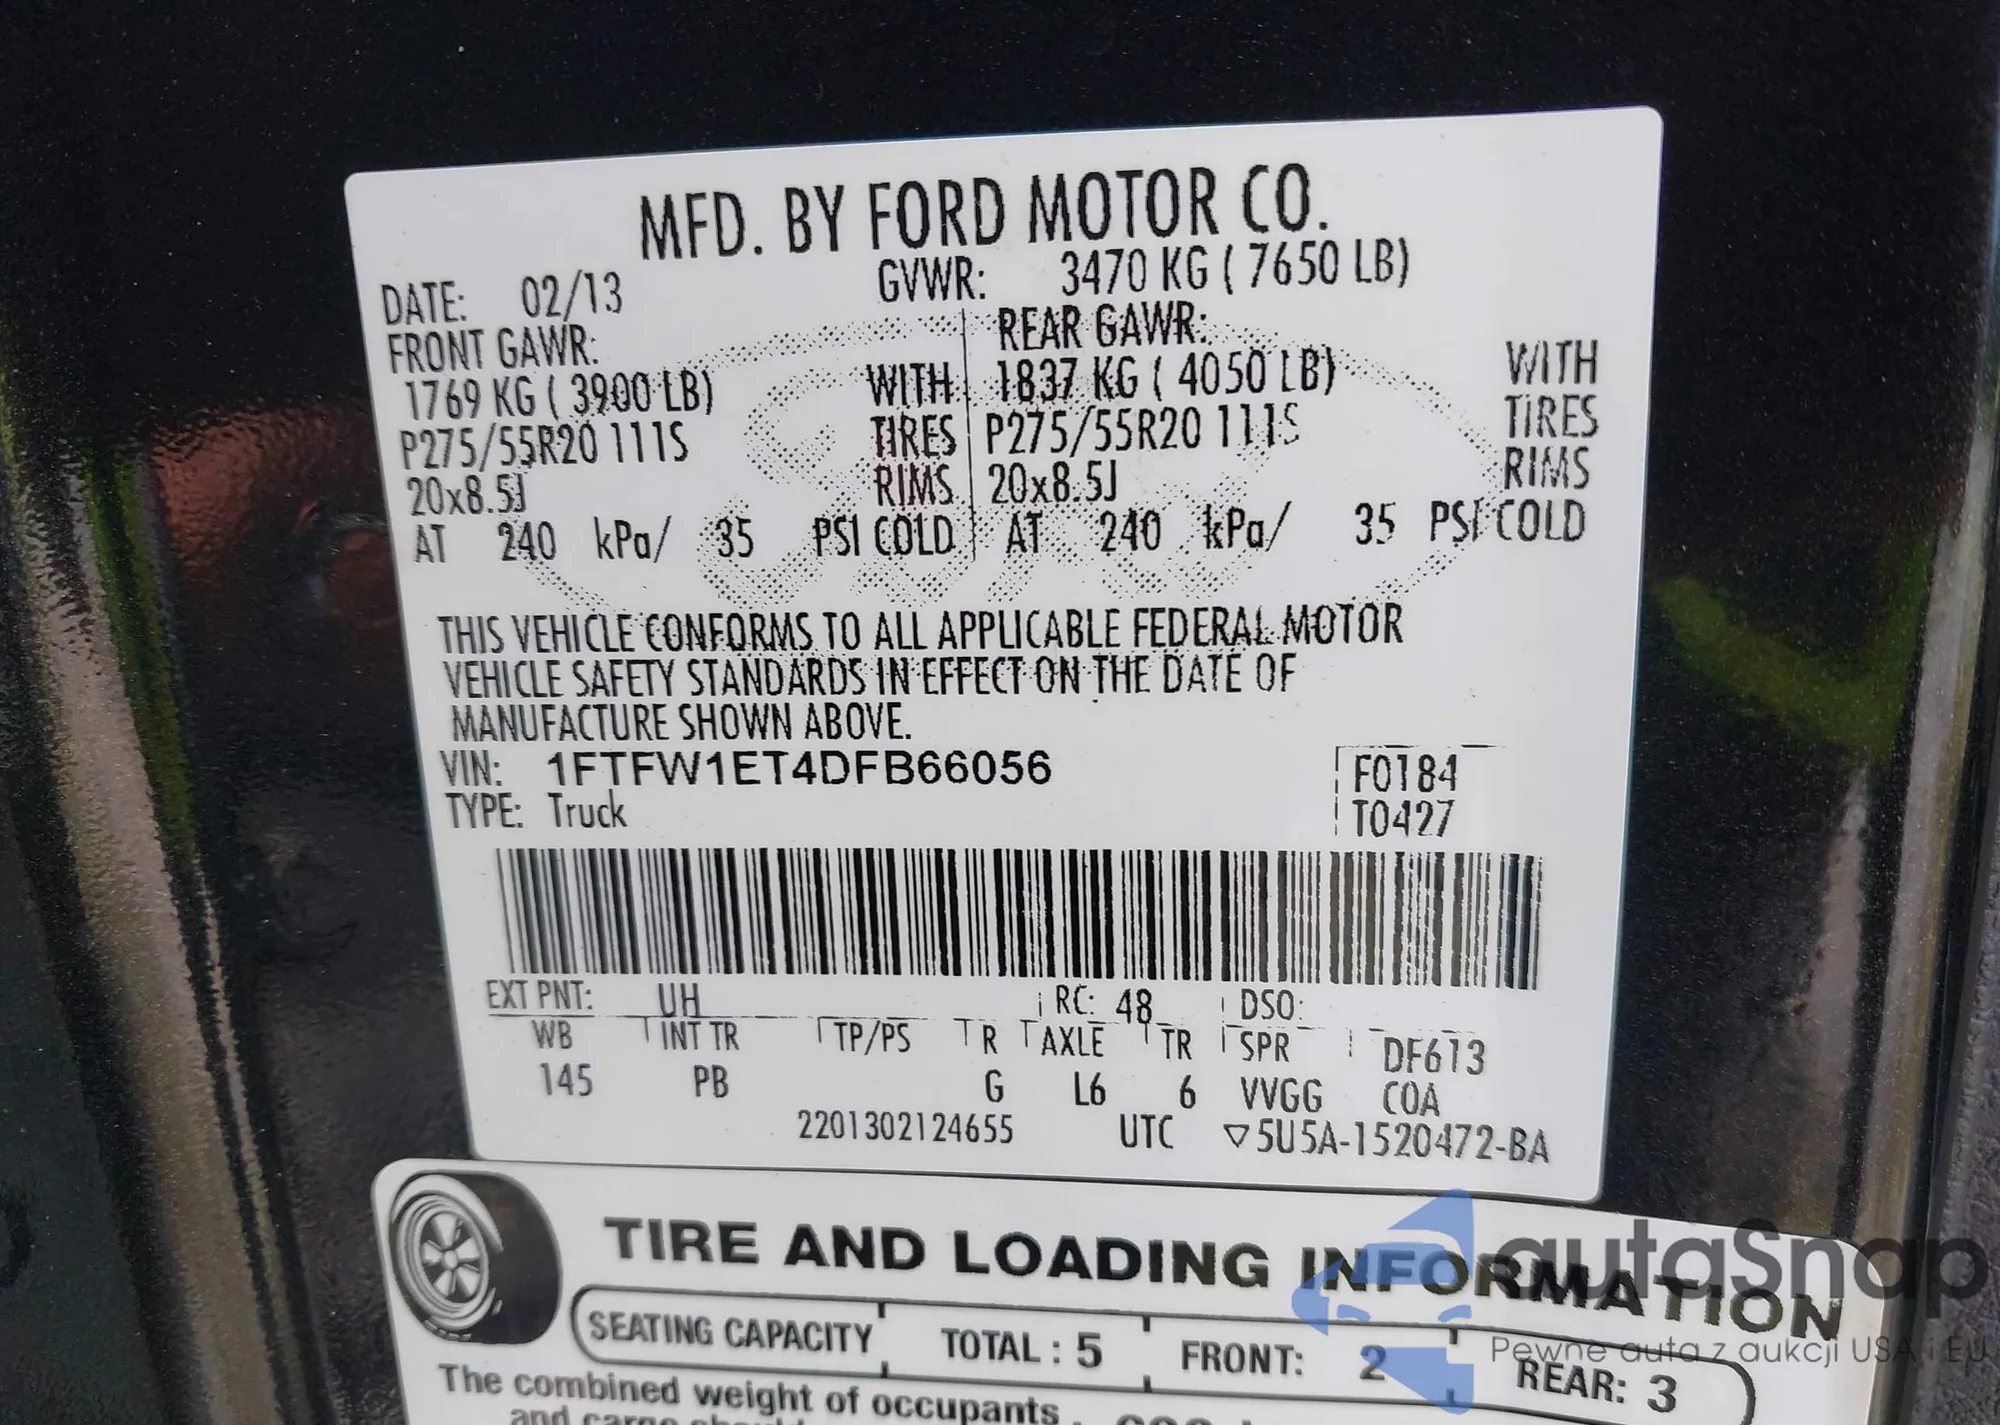 MFD. BY FORD MOTOR CO.
DATE: 02/13 GVWR: 3470 KG ( 7650 LB)
FRONT GAWR: REAR GAWR:
1769 KG ( 3900 LB) WITH 1837 KG ( 4050 LB) WITH
P275/55R20 111S TIRES P275/55R20 111S TIRES
20x8.5J RIMS 20x8.5J RIMS
AT 240 kPa/ 35 PSI COLD AT 240 kPa/ 35 PSI COLD
THIS VEHICLE CONFORMS TO ALL APPLICABLE FEDERAL MOTOR
VEHICLE SAFETY STANDARDS IN EFFECT ON THE DATE OF
MANUFACTURE SHOWN ABOVE.
VIN: 1FTFW1ET4DFB66056 F0184
TYPE: Truck T0427
EXT PNT: UH RC: 48 DSO:
WB INT TR TP/PS R AXLE TR SPR DF613
145 PB G L6 6 VVGG COA
2201302124655 UTC ▽5U5A-1520472-BA
TIRE AND LOADING INFORMATION
SEATING CAPACITY TOTAL : 5 FRONT: 2 REAR: 3
The combined weight of occupants
and cargo should
autaSnap
Pewne auta z aukcji USA i EU